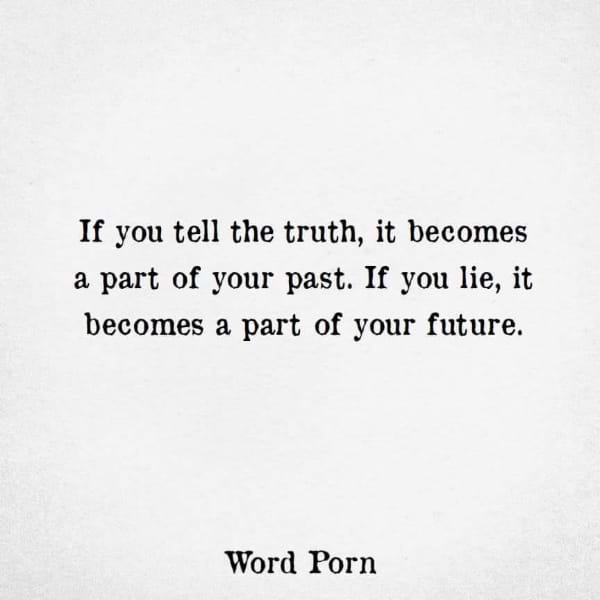 If you tell the truth, it becomes
a part of your past. If you lie, it
becomes a part of your future.
Word Porn